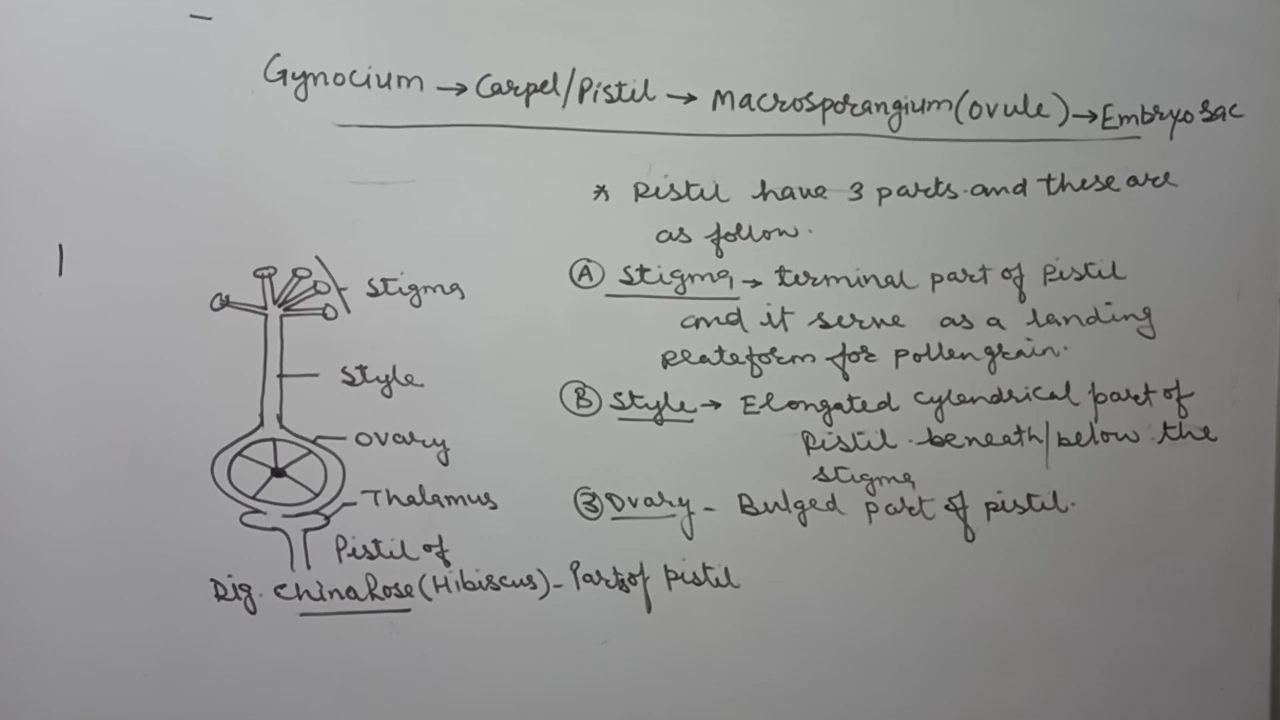 Gynocium → Carpel/Pistil → Macrosporangium (ovule) → Embryo Sac
* Pistil have 3 parts and these are
as follow.
Ⓐ Stigma → terminal part of Pistil
and it serve as a landing
plateform for pollengrain.
Ⓑ Style → Elongated cylendrical part of
Pistil beneath/below the
stigma
③ Ovary - Bulged part of pistil.
Stigma
Style
Ovary
Thalamus
Pistil of
Dig. China Rose (Hibiscus) - Parts of Pistil